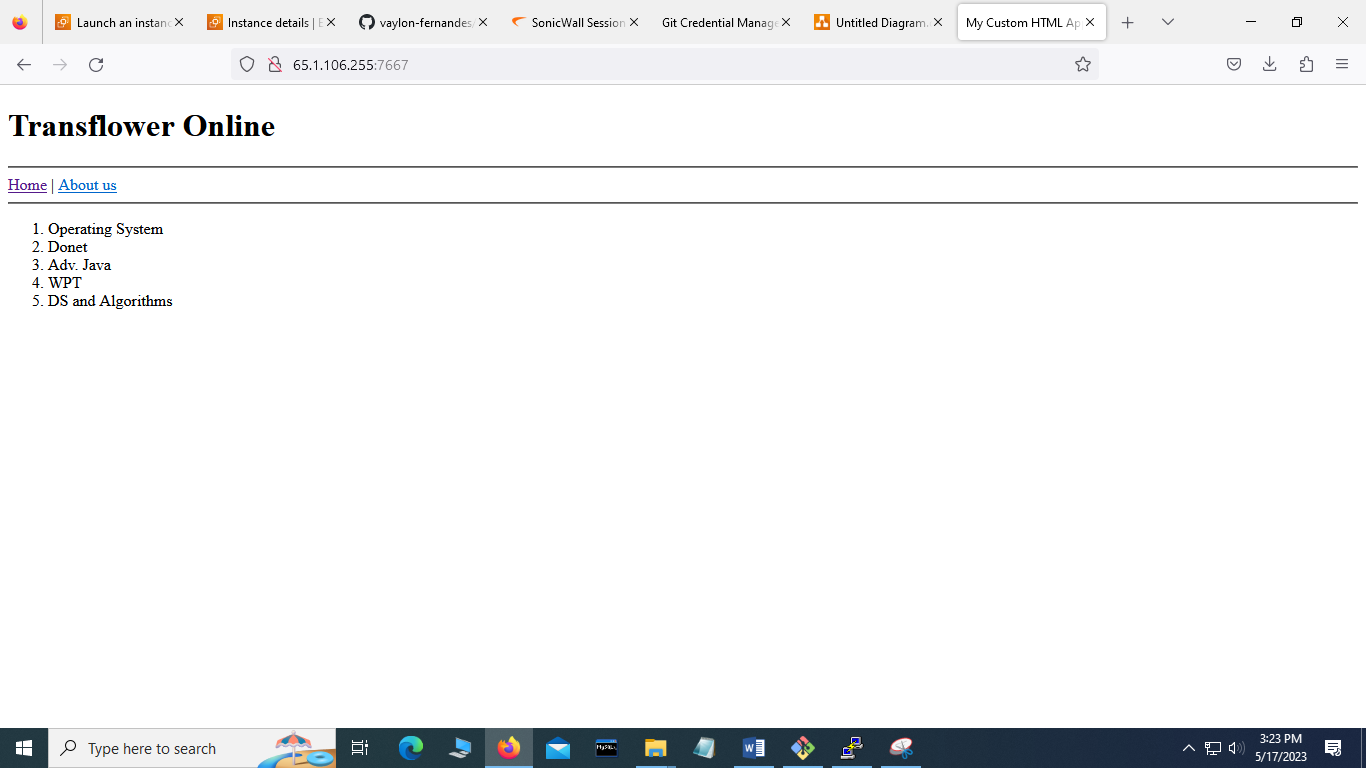 Launch an instanc
Instance details | E
vaylon-fernandes/
SonicWall Session
Git Credential Manage
Untitled Diagram.
My Custom HTML Ap
65.1.106.255:7667
Transflower Online
Home | About us
1. Operating System
2. Donet
3. Adv. Java
4. WPT
5. DS and Algorithms
Type here to search
3:23 PM
5/17/2023